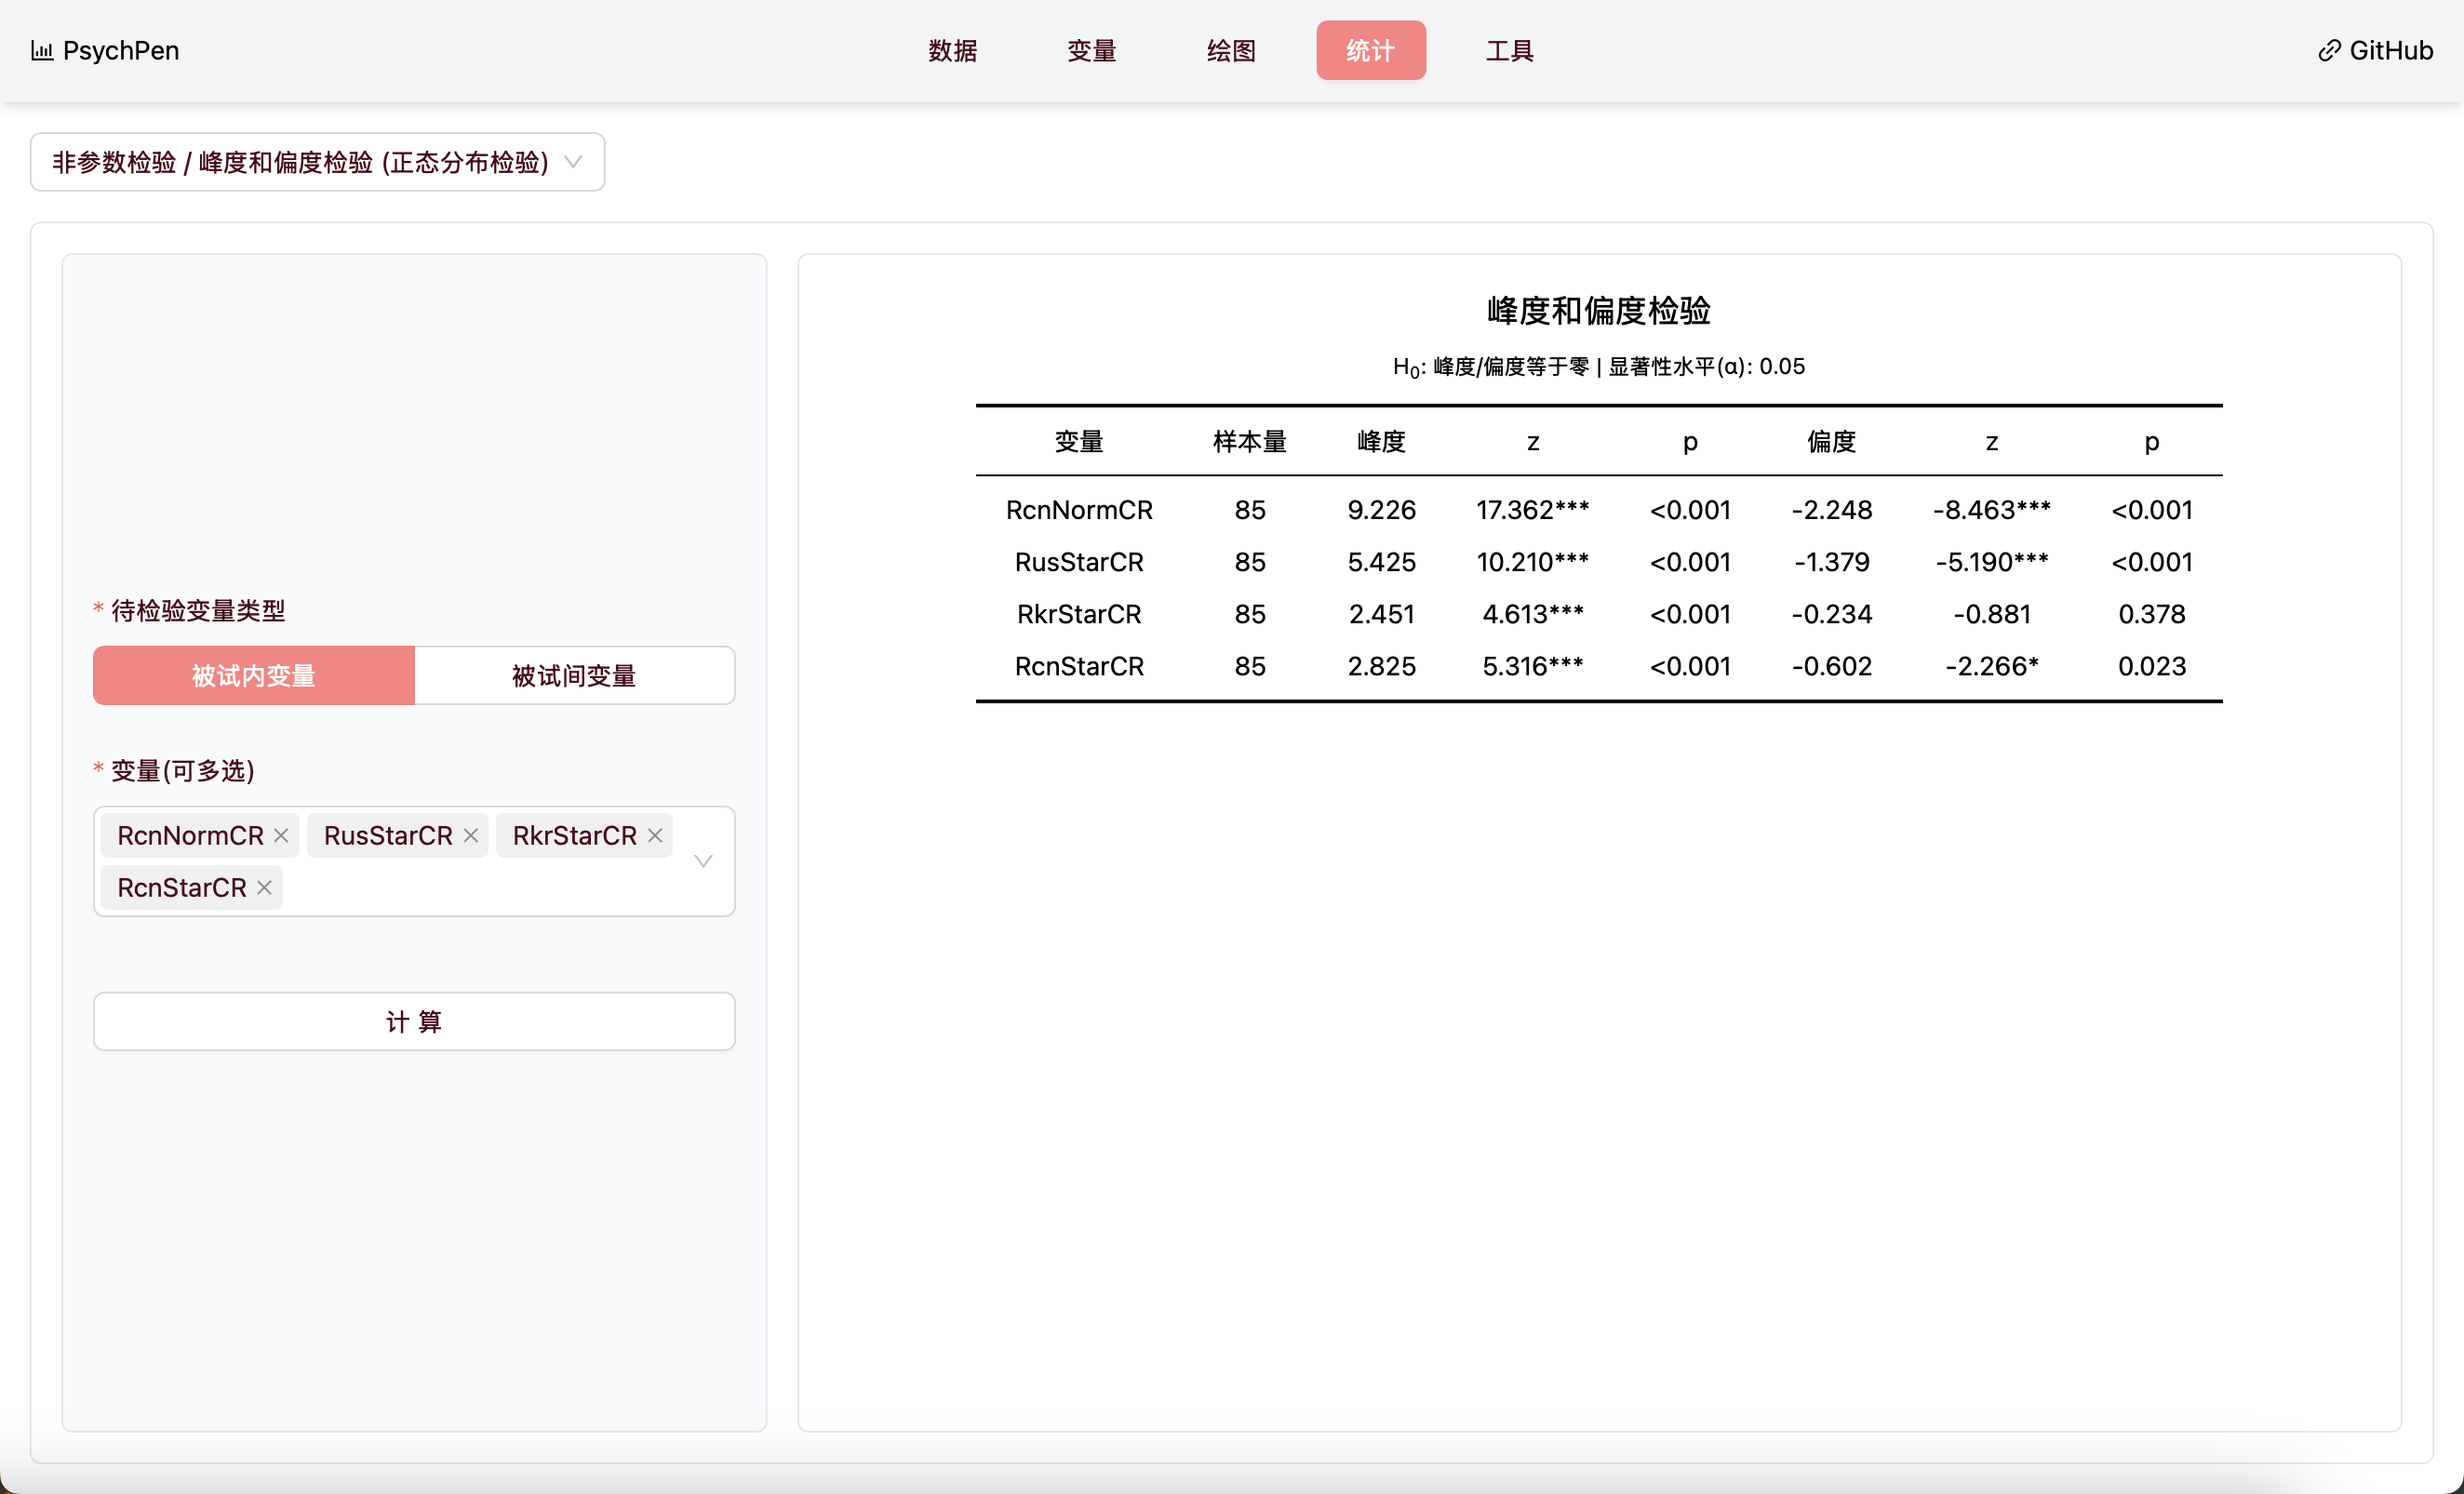 PsychPen 数据 变量 绘图 统计 工具 GitHub
非参数检验 / 峰度和偏度检验 (正态分布检验)
* 待检验变量类型
被试内变量 被试间变量
* 变量(可多选)
RcnNormCR RusStarCR RkrStarCR
RcnStarCR
计 算
峰度和偏度检验
H₀: 峰度/偏度等于零 | 显著性水平(α): 0.05
变量 样本量 峰度 z p 偏度 z p
RcnNormCR 85 9.226 17.362*** <0.001 -2.248 -8.463*** <0.001
RusStarCR 85 5.425 10.210*** <0.001 -1.379 -5.190*** <0.001
RkrStarCR 85 2.451 4.613*** <0.001 -0.234 -0.881 0.378
RcnStarCR 85 2.825 5.316*** <0.001 -0.602 -2.266* 0.023